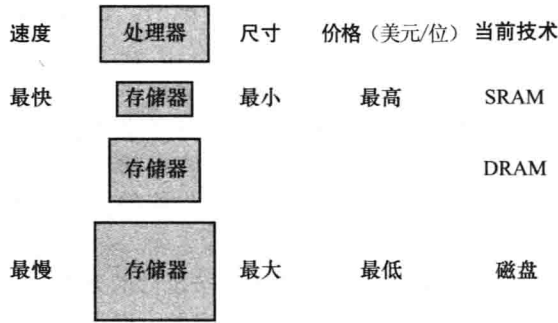 速度 处理器 尺寸 价格（美元/位） 当前技术
最快 存储器 最小 最高 SRAM
存储器 DRAM
最慢 存储器 最大 最低 磁盘